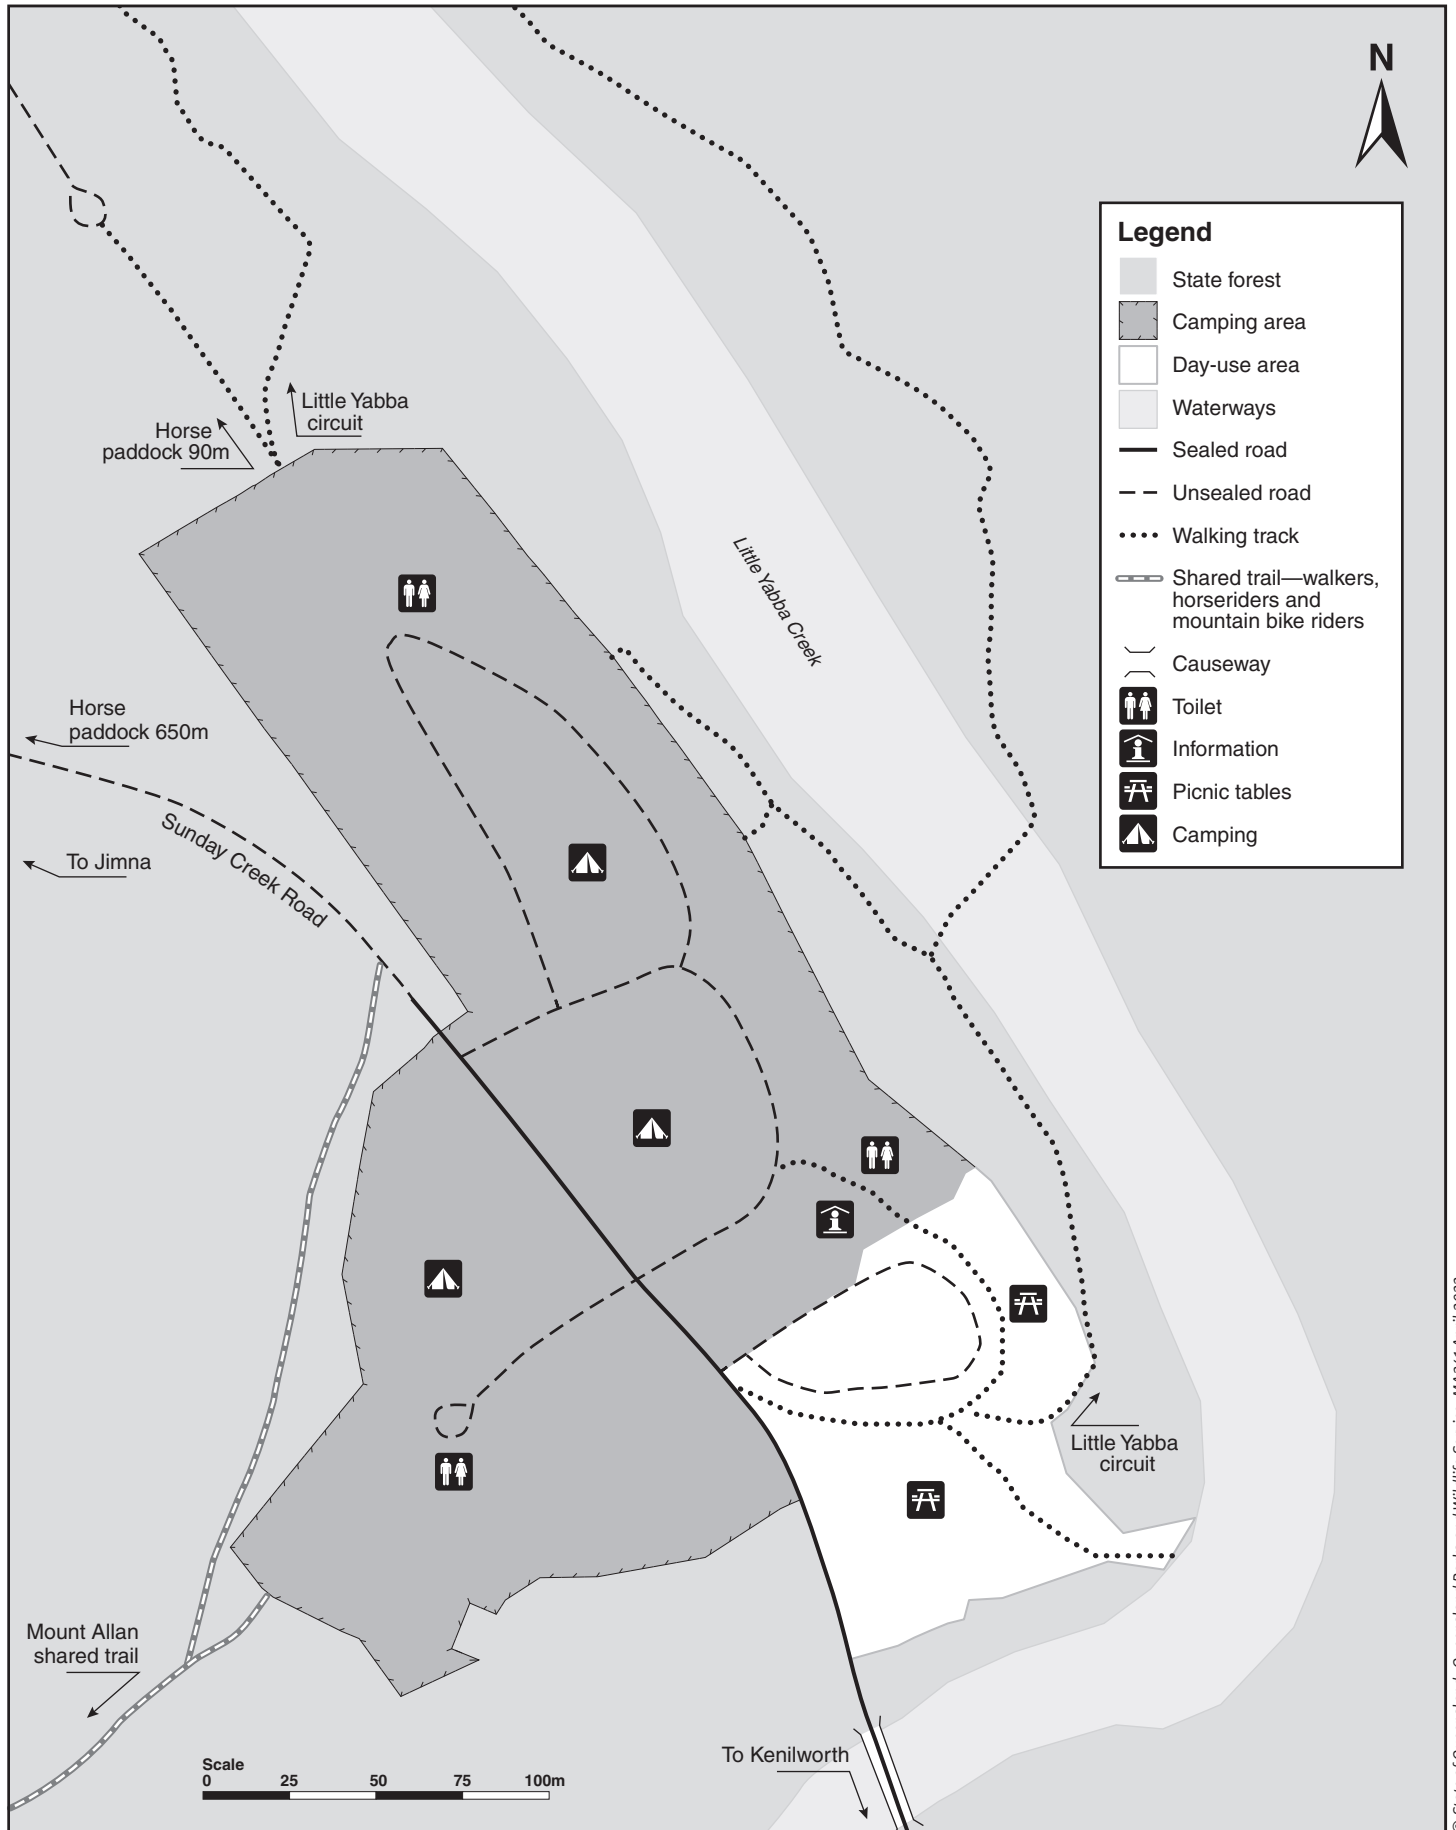 N
Legend
State forest
Camping area
Day-use area
Waterways
Sealed road
Unsealed road
Walking track
Shared trail—walkers,
horseriders and
mountain bike riders
Causeway
Toilet
Information
Picnic tables
Camping
Little Yabba
circuit
Horse
paddock 90m
Little Yabba Creek
Horse
paddock 650m
Sunday Creek Road
To Jimna
Little Yabba
circuit
Mount Allan
shared trail
To Kenilworth
Scale
0 25 50 75 100m